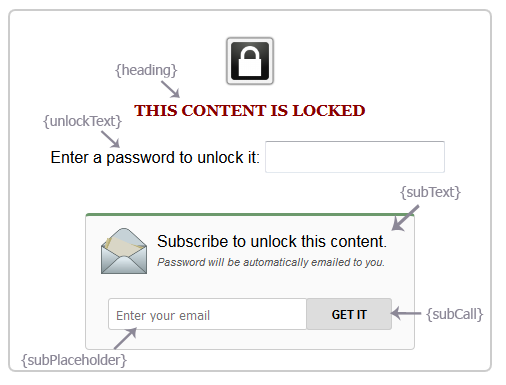 {heading}
THIS CONTENT IS LOCKED
{unlockText}
Enter a password to unlock it:
{subText}
Subscribe to unlock this content.
Password will be automatically emailed to you.
Enter your email
GET IT
{subCall}
{subPlaceholder}